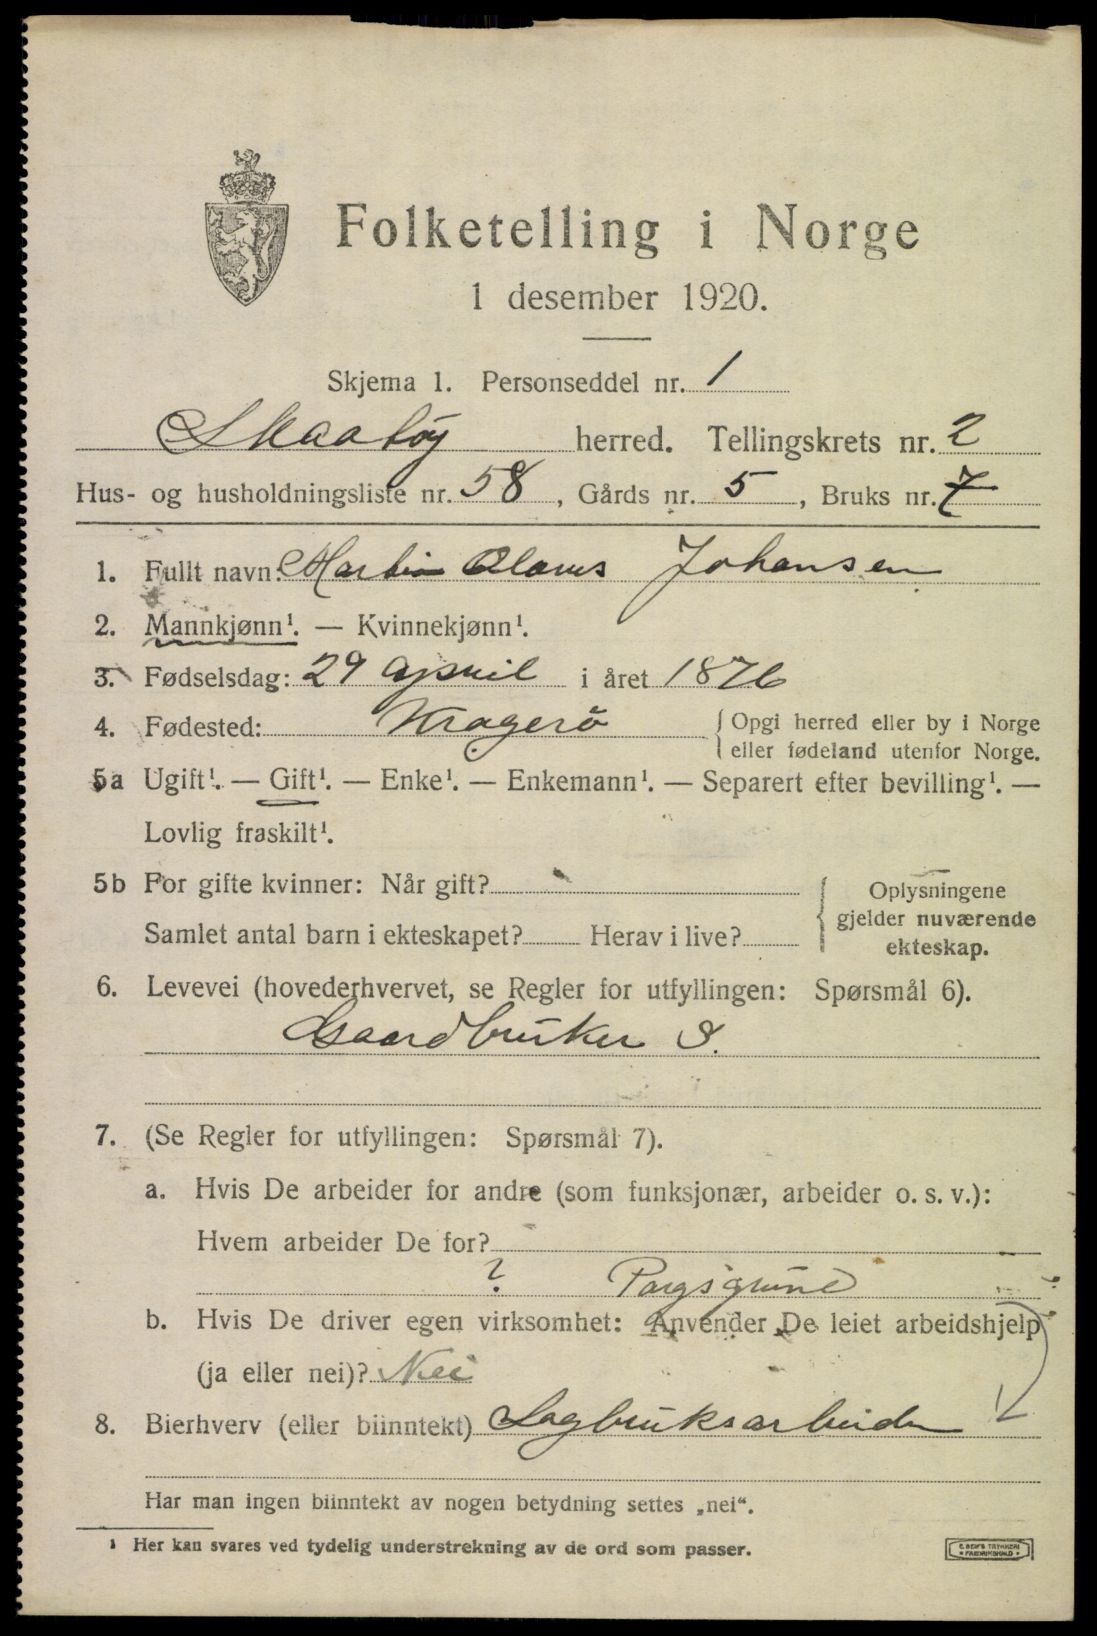 Folketelling i Norge
1 desember 1920.
Skjema 1. Personseddel nr. 1
Skaatøy herred. Tellingskrets nr. 2
Hus- og husholdningsliste nr. 58, Gårds nr. 5, Bruks nr. 7
1. Fullt navn: Martin Olavus Johansen
2. Mannkjønn¹. — Kvinnekjønn¹.
3. Fødselsdag: 29 april i året 1876
4. Fødested: Kragerö { Opgi herred eller by i Norge
eller fødeland utenfor Norge.
5a Ugift¹. — Gift¹. — Enke¹. — Enkemann¹. — Separert efter bevilling¹. —
Lovlig fraskilt¹.
5b For gifte kvinner: Når gift?
Samlet antal barn i ekteskapet? Herav i live?
Oplysningene
gjelder nuværende
ekteskap.
6. Levevei (hovederhvervet, se Regler for utfyllingen: Spørsmål 6).
Gaardbruker S.
7. (Se Regler for utfyllingen: Spørsmål 7).
a. Hvis De arbeider for andre (som funksjonær, arbeider o. s. v.):
Hvem arbeider De for?
? Porsgrund
b. Hvis De driver egen virksomhet: Anvender De leiet arbeidshjelp
(ja eller nei)? Nei
8. Bierhverv (eller biinntekt) Sagbruksarbeider
Har man ingen biinntekt av nogen betydning settes „nei“.
¹ Her kan svares ved tydelig understrekning av de ord som passer.
E. SEM'S TRYKKERI
• FREDRIKSHALD •